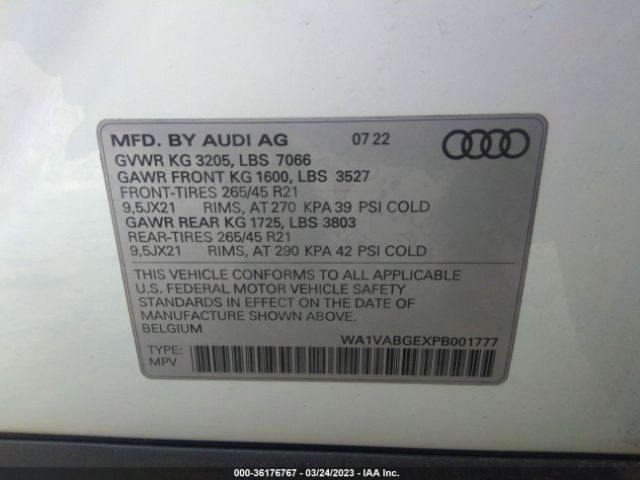 MFD. BY AUDI AG 07 22
GVWR KG 3205, LBS 7066
GAWR FRONT KG 1600, LBS 3527
FRONT-TIRES 265/45 R21
9,5JX21 RIMS, AT 270 KPA 39 PSI COLD
GAWR REAR KG 1725, LBS 3803
REAR-TIRES 265/45 R21
9,5JX21 RIMS, AT 290 KPA 42 PSI COLD
THIS VEHICLE CONFORMS TO ALL APPLICABLE
U.S. FEDERAL MOTOR VEHICLE SAFETY
STANDARDS IN EFFECT ON THE DATE OF
MANUFACTURE SHOWN ABOVE.
BELGIUM
WA1VABGEXPB001777
TYPE:
MPV
000-36176767 - 03/24/2023 - IAA Inc.